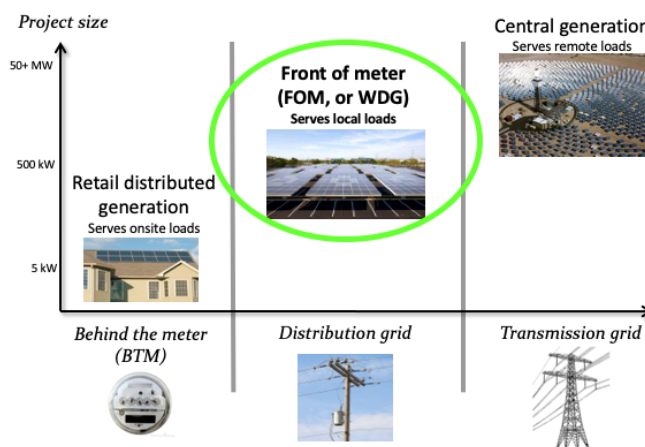 Project size
50+ MW
500 kW
5 kW
Retail distributed
generation
Serves onsite loads
Front of meter
(FOM, or WDG)
Serves local loads
Central generation
Serves remote loads
Behind the meter
(BTM)
Distribution grid
Transmission grid